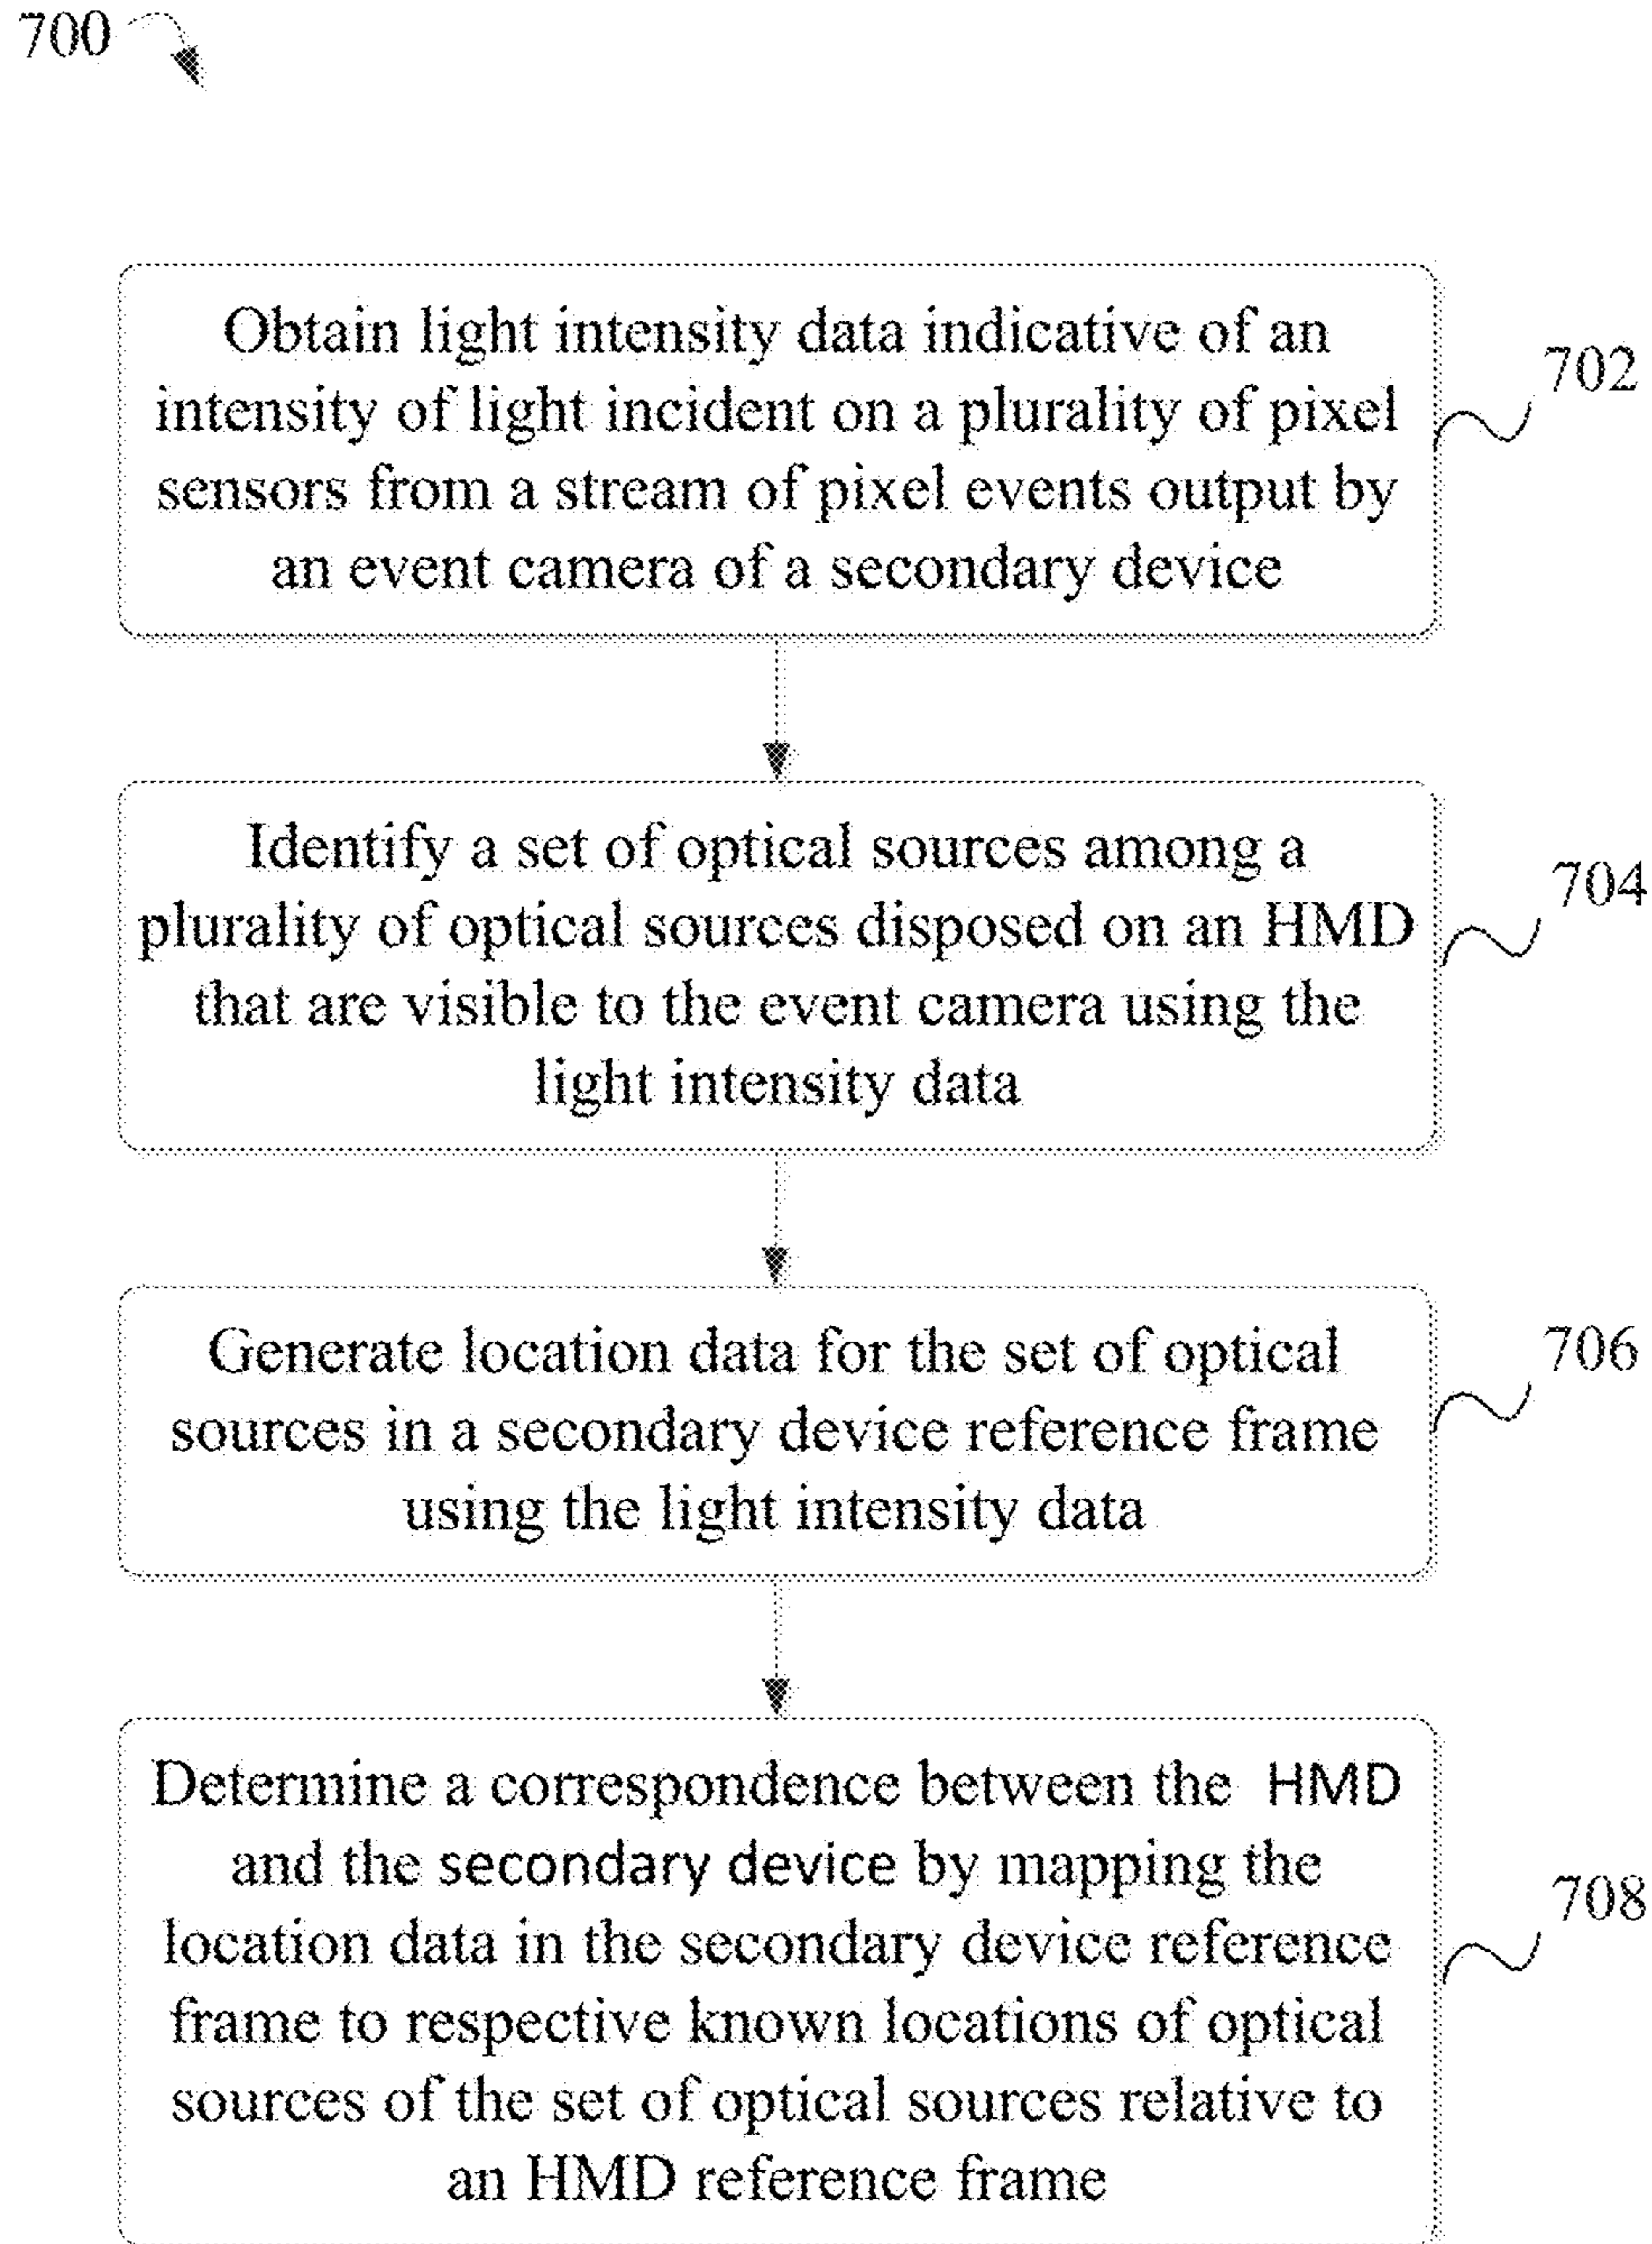 700
Obtain light intensity data indicative of an
intensity of light incident on a plurality of pixel
sensors from a stream of pixel events output by
an event camera of a secondary device
702
Identify a set of optical sources among a
plurality of optical sources disposed on an HMD
that are visible to the event camera using the
light intensity data
704
Generate location data for the set of optical
sources in a secondary device reference frame
using the light intensity data
706
Determine a correspondence between the HMD
and the secondary device by mapping the
location data in the secondary device reference
frame to respective known locations of optical
sources of the set of optical sources relative to
an HMD reference frame
708